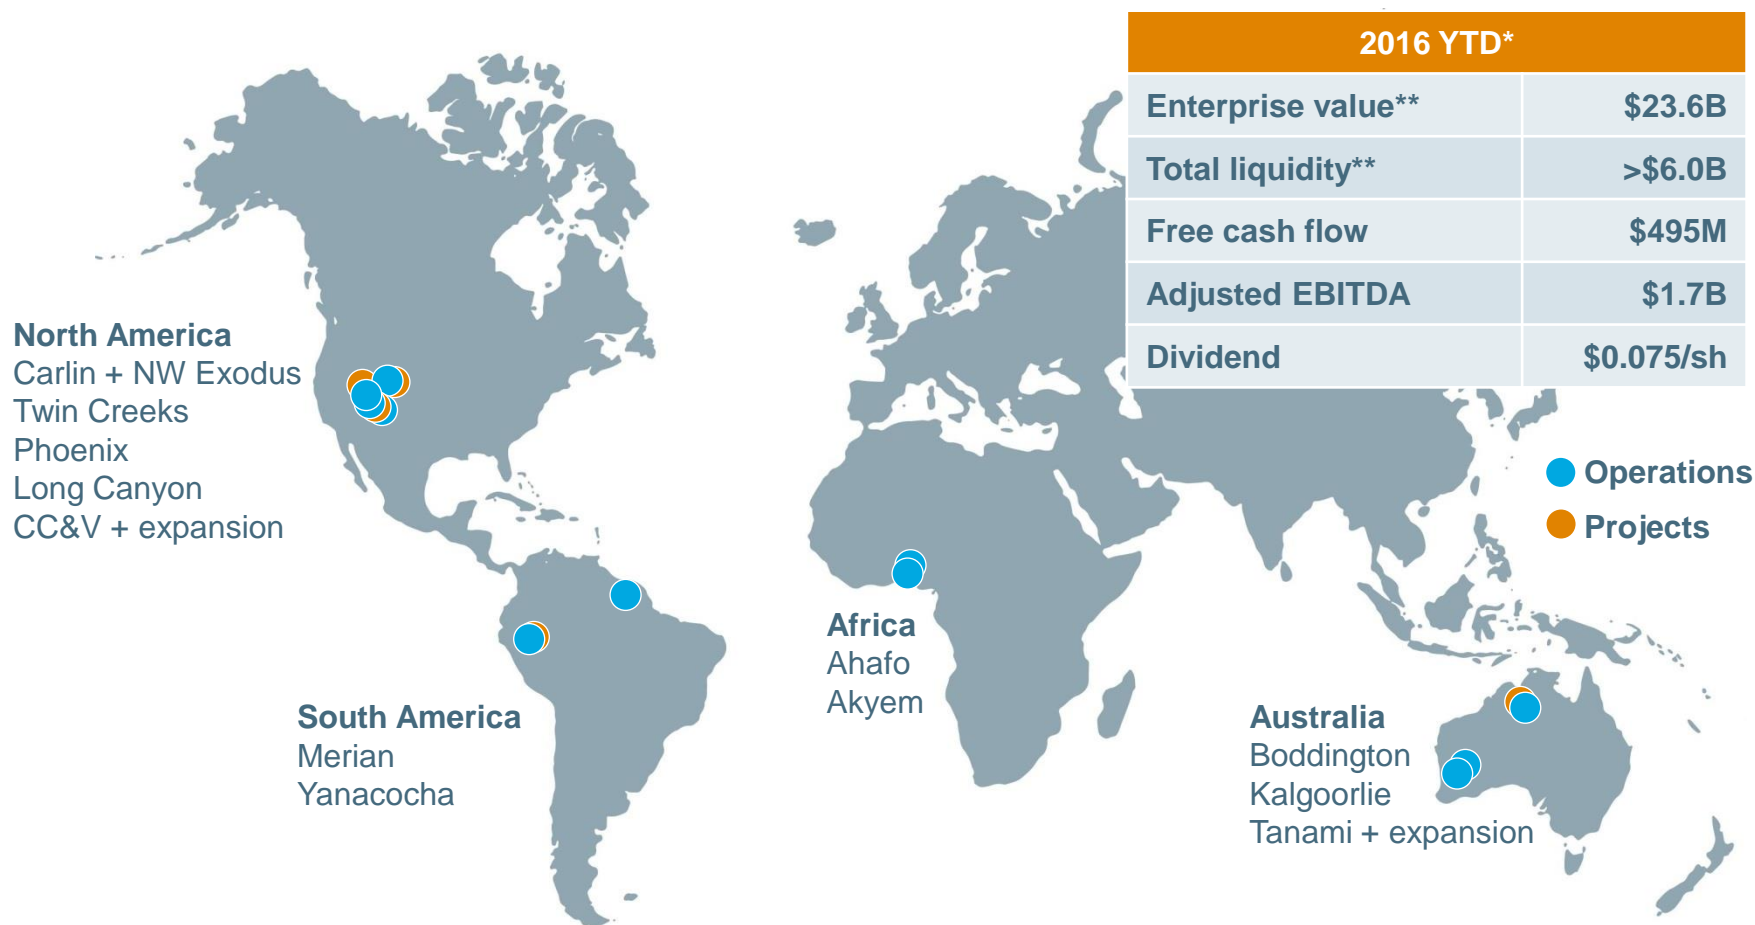 2016 YTD*
Enterprise value** $23.6B
Total liquidity** >$6.0B
Free cash flow $495M
Adjusted EBITDA $1.7B
Dividend $0.075/sh
North America
Carlin + NW Exodus
Twin Creeks
Phoenix
Long Canyon
CC&V + expansion
Operations
Projects
South America
Merian
Yanacocha
Africa
Ahafo
Akyem
Australia
Boddington
Kalgoorlie
Tanami + expansion